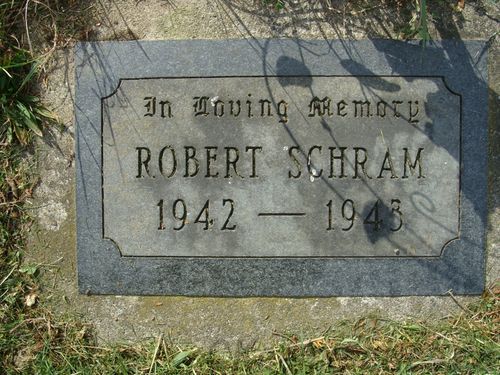 In Loving Memory
ROBERT SCHRAM
1942 — 1943